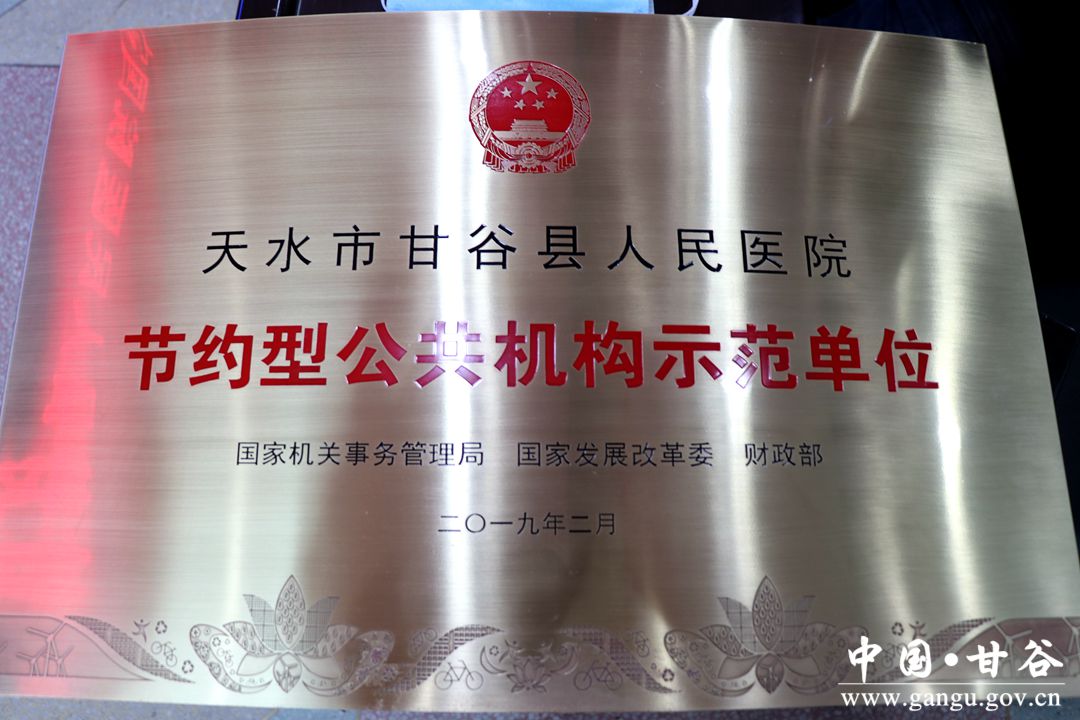 天水市甘谷县人民医院
节约型公共机构示范单位
国家机关事务管理局 国家发展改革委 财政部
二〇一九年二月
中国·甘谷
www.gangu.gov.cn